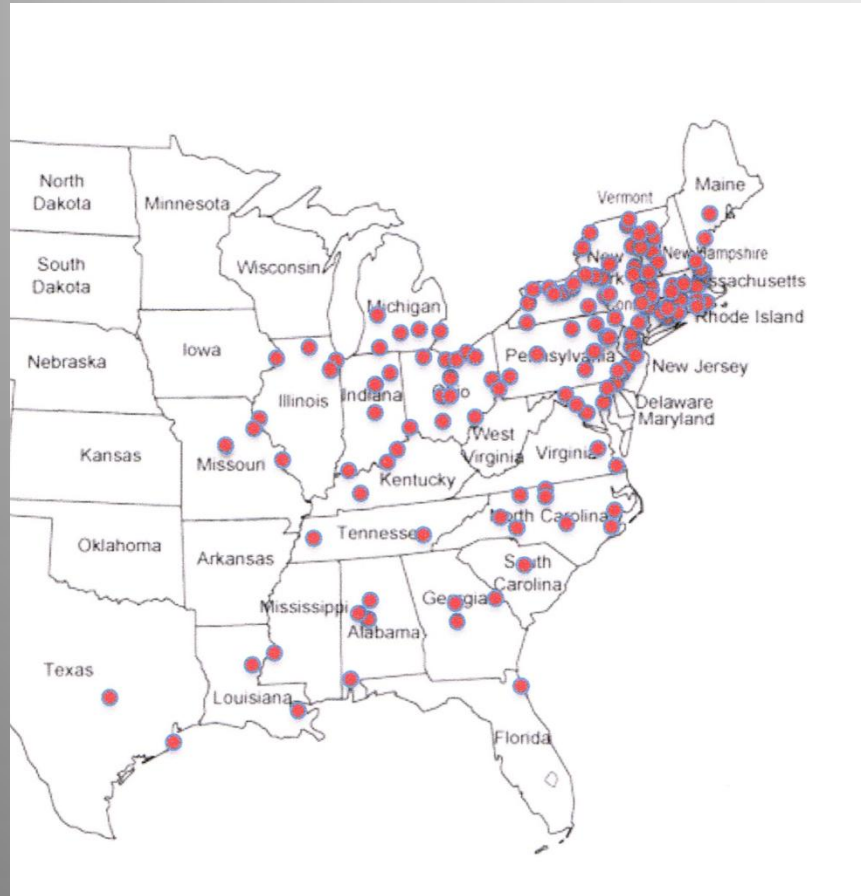 Vermont
Maine
North
Dakota
Minnesota
South
Dakota
Wisconsin
New
New Hampshire
Michigan
Rhode Island
Iowa
Nebraska
New Jersey
Illinois
Indiana
Delaware
Maryland
West
Virginia
Virginia
Kansas
Missouri
Kentucky
North Carolina
Oklahoma
Tennessee
Arkansas
South
Carolina
Georgia
Mississippi
Alabama
Texas
Louisiana
Florida